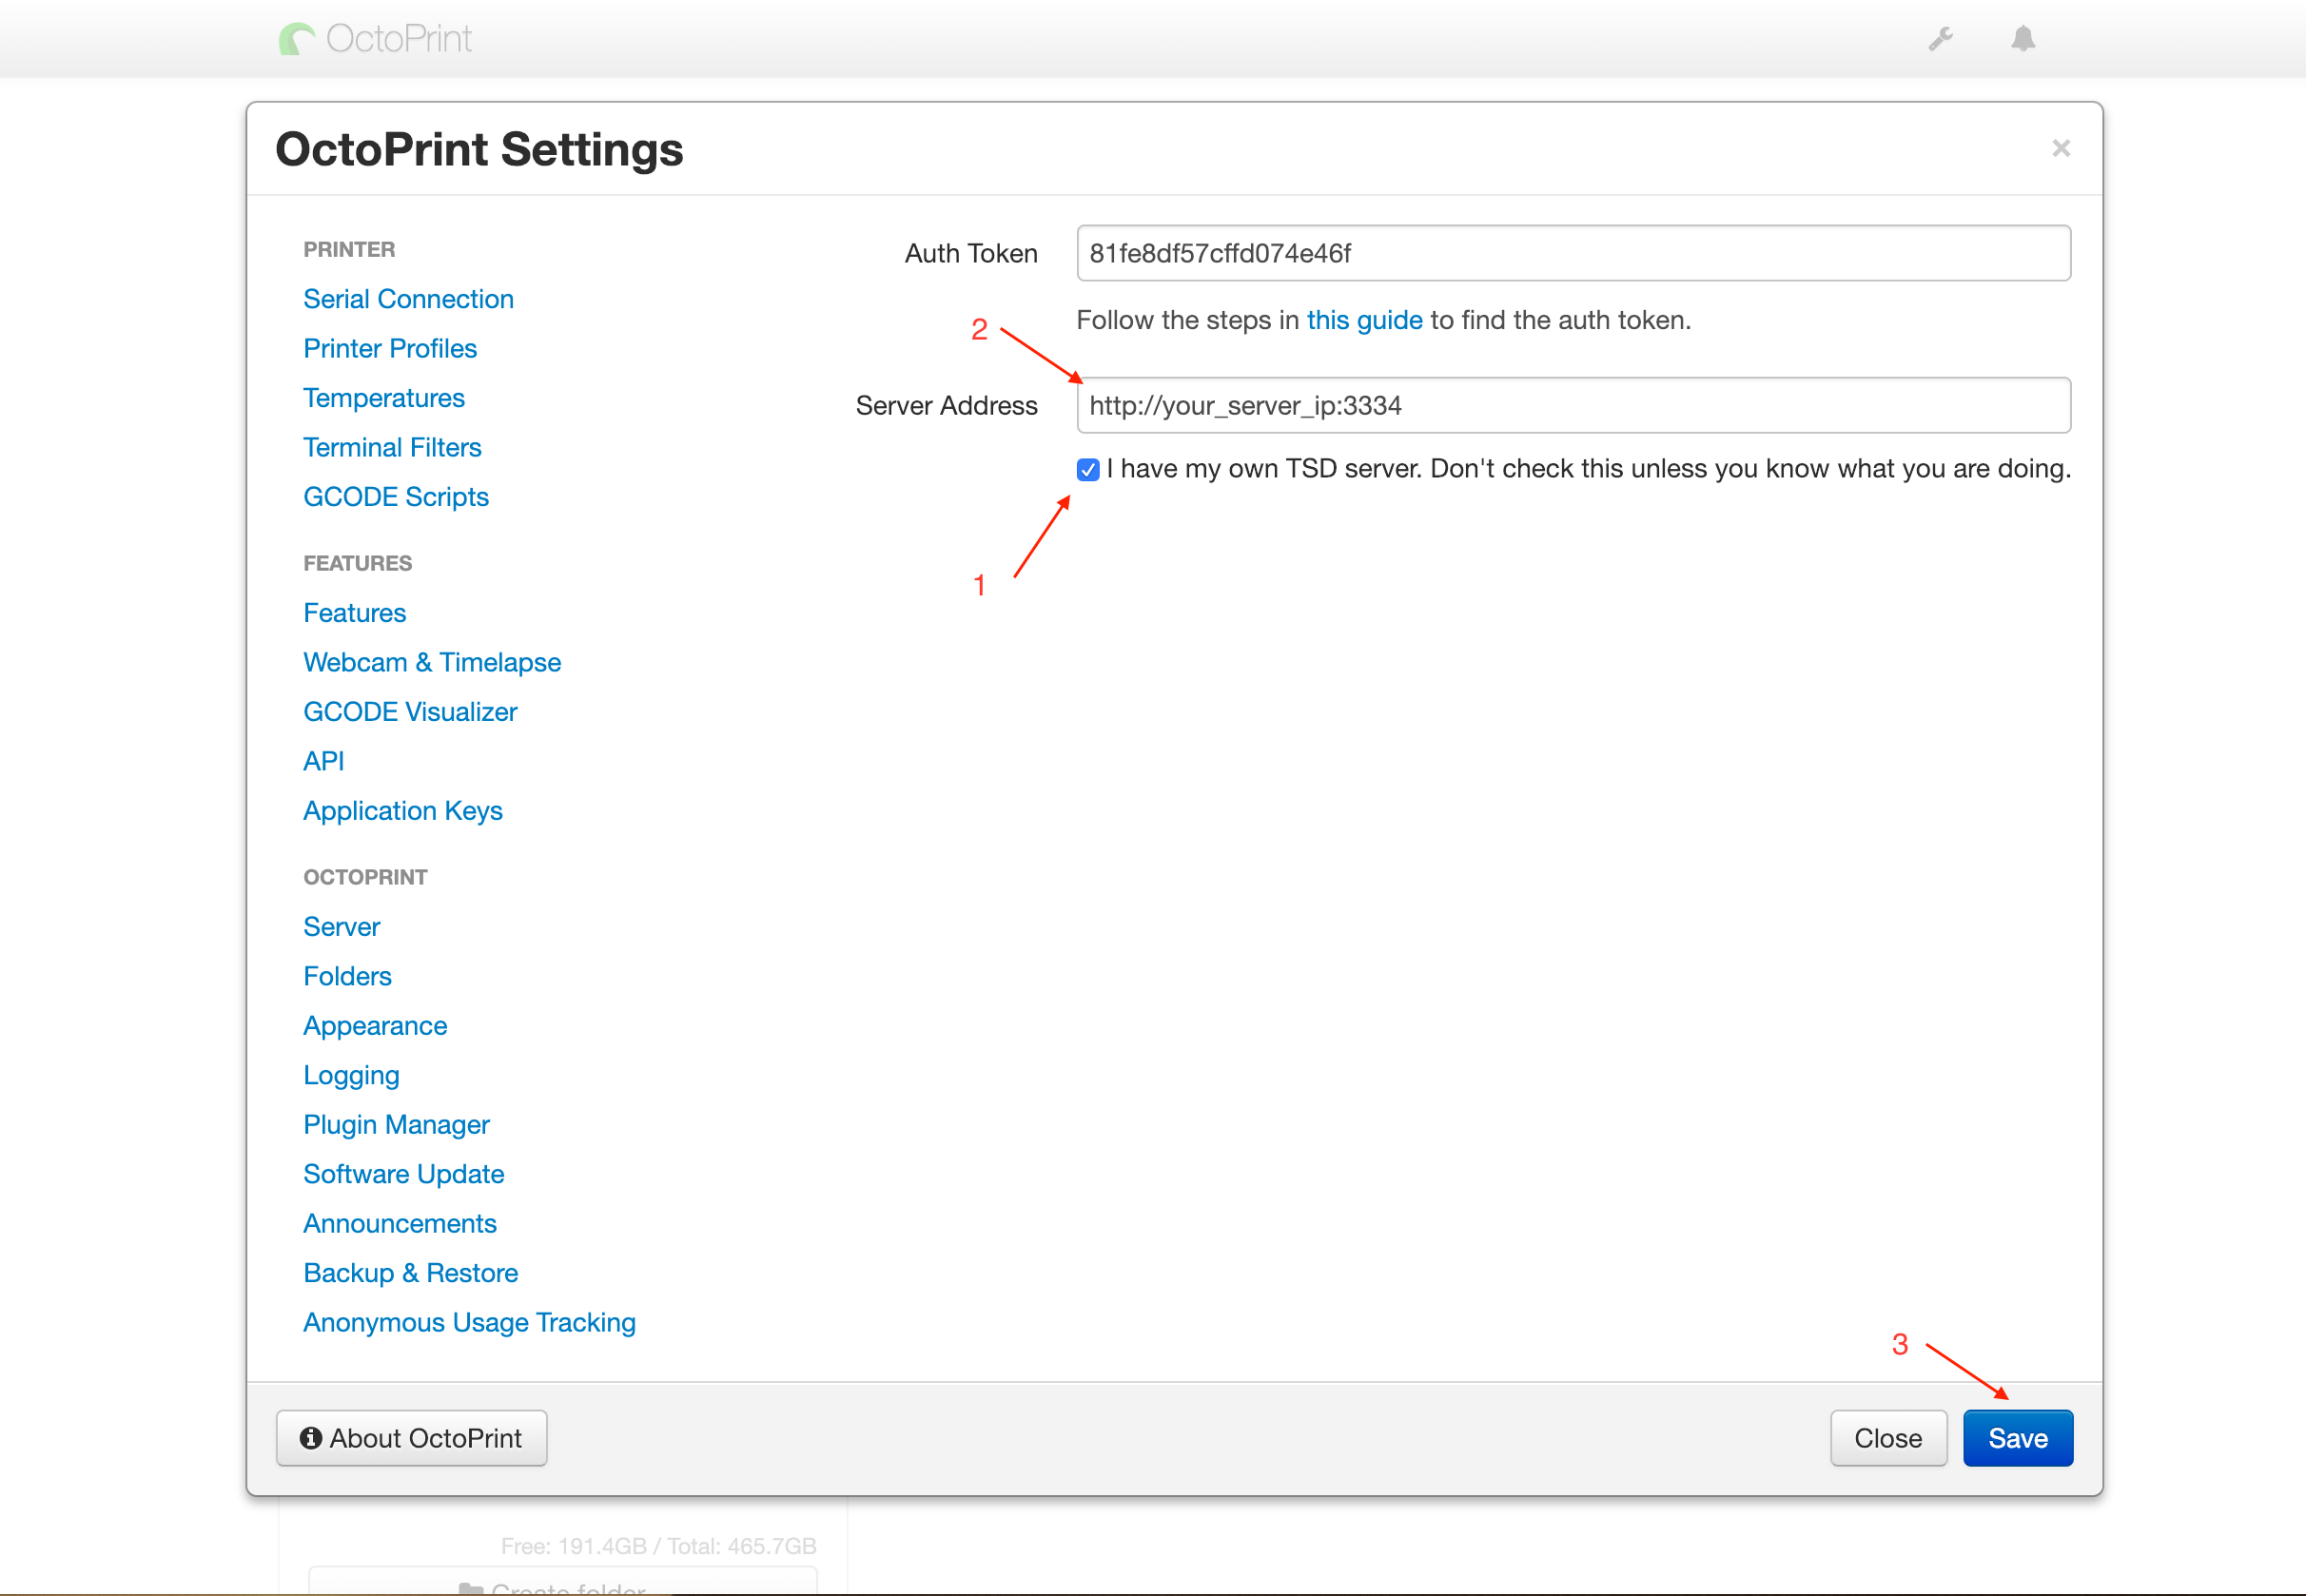 OctoPrint
OctoPrint Settings
×
PRINTER
Serial Connection
Printer Profiles
Temperatures
Terminal Filters
GCODE Scripts
FEATURES
Features
Webcam & Timelapse
GCODE Visualizer
API
Application Keys
OCTOPRINT
Server
Folders
Appearance
Logging
Plugin Manager
Software Update
Announcements
Backup & Restore
Anonymous Usage Tracking
Auth Token 81fe8df57cffd074e46f
Follow the steps in this guide to find the auth token.
2
Server Address http://your_server_ip:3334
I have my own TSD server. Don't check this unless you know what you are doing.
1
3
About OctoPrint
Close
Save
Free: 191.4GB / Total: 465.7GB
Create folder